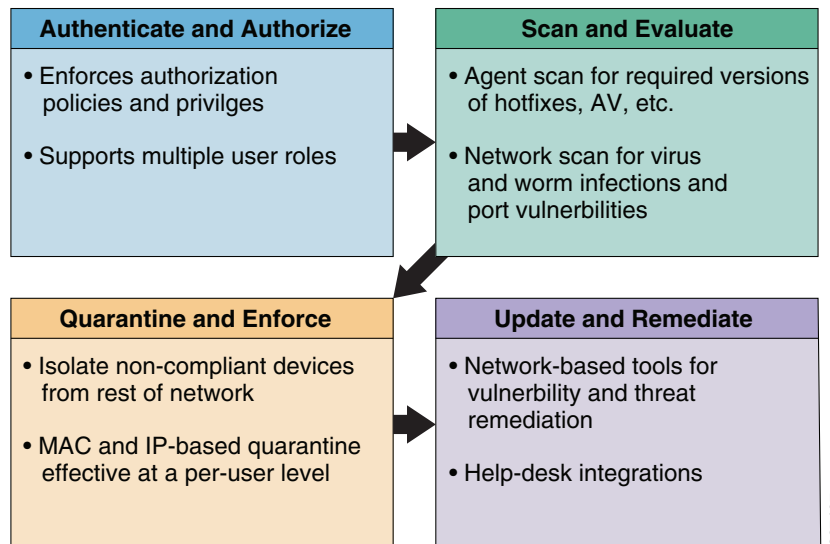 Authenticate and Authorize
• Enforces authorization
policies and privilges
• Supports multiple user roles
Scan and Evaluate
• Agent scan for required versions
of hotfixes, AV, etc.
• Network scan for virus
and worm infections and
port vulnerbilities
Quarantine and Enforce
• Isolate non-compliant devices
from rest of network
• MAC and IP-based quarantine
effective at a per-user level
Update and Remediate
• Network-based tools for
vulnerbility and threat
remediation
• Help-desk integrations